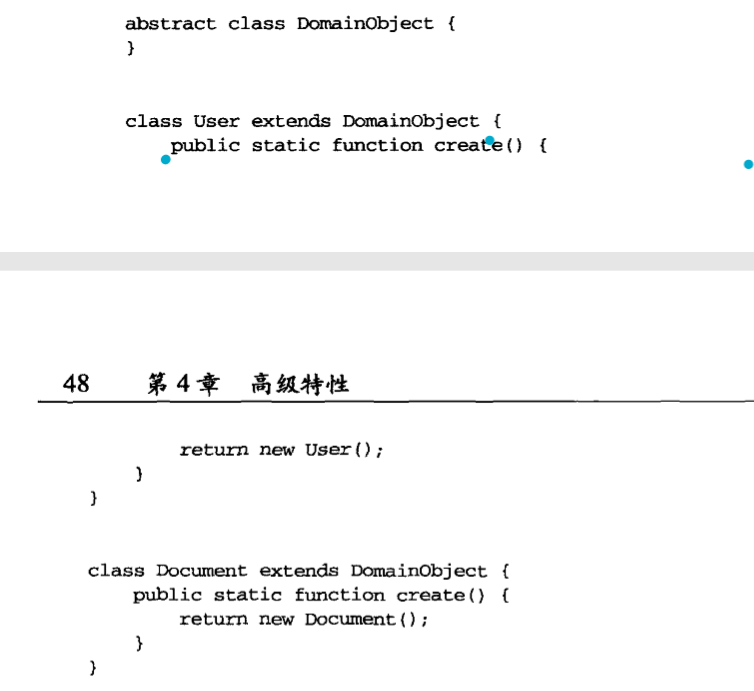 abstract class DomainObject {
}
class User extends DomainObject {
    public static function create() {
48 第4章 高级特性
        return new User();
    }
}
class Document extends DomainObject {
    public static function create() {
        return new Document();
    }
}